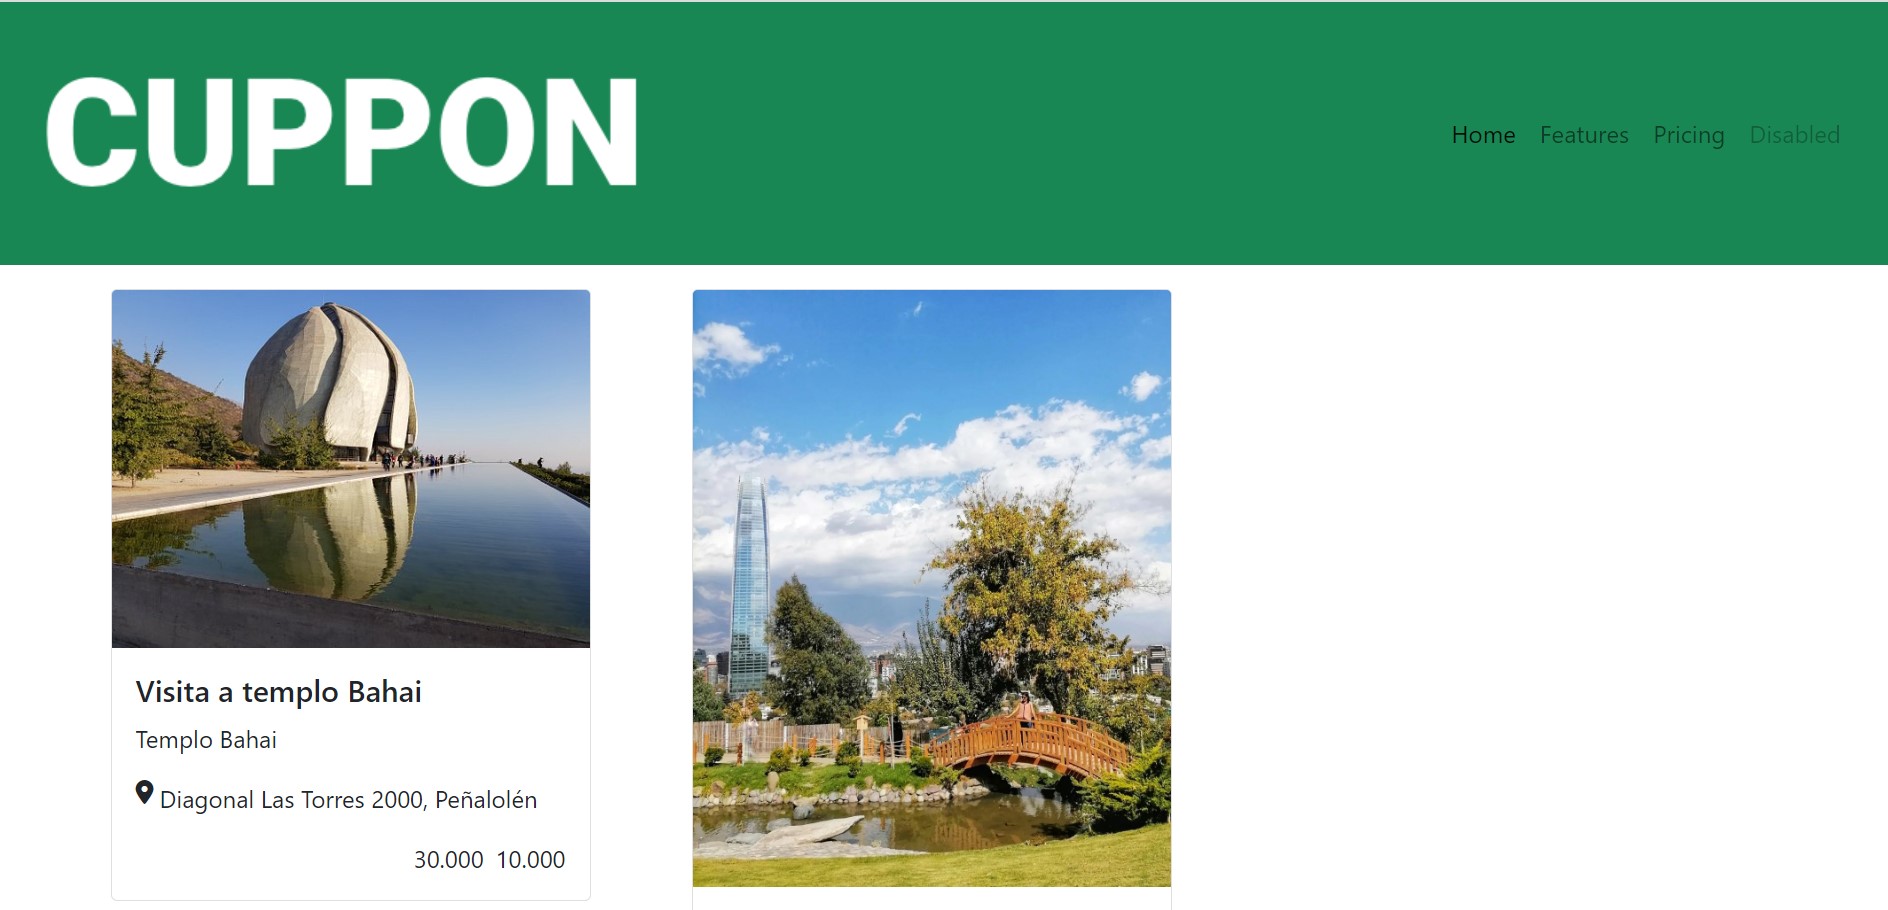 CUPPON
Home Features Pricing Disabled
Visita a templo Bahai
Templo Bahai
Diagonal Las Torres 2000, Peñalolén
30.000 10.000